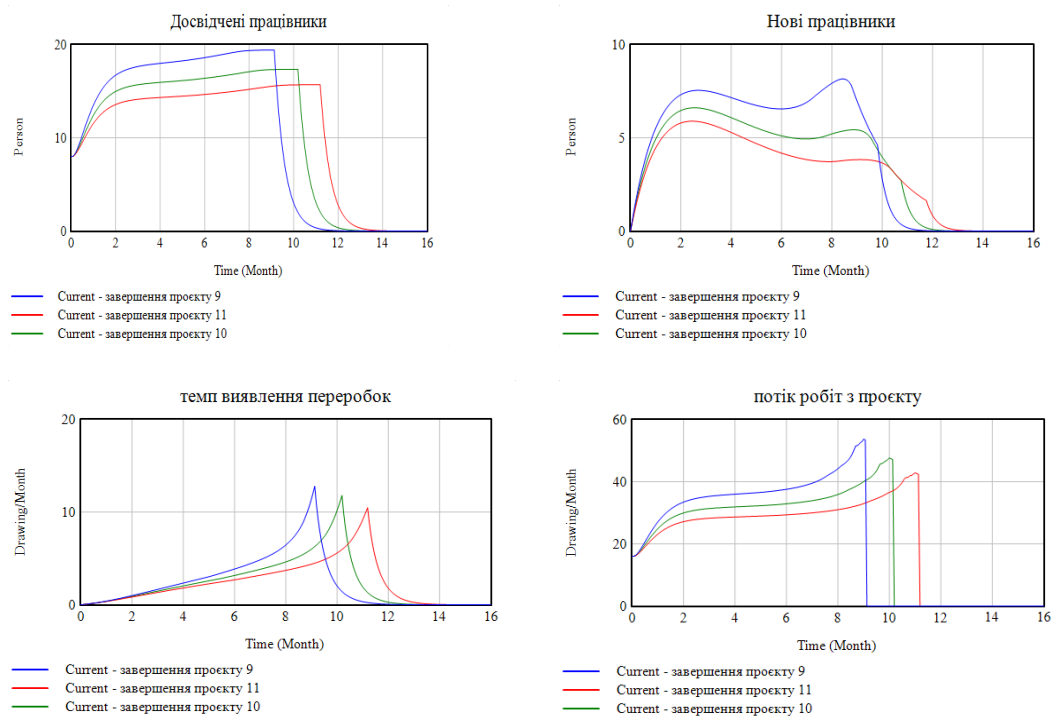 Досвідчені працівники
20
10
0
Person
0 2 4 6 8 10 12 14 16
Time (Month)
Current - завершення проєкту 9
Current - завершення проєкту 11
Current - завершення проєкту 10
Нові працівники
10
5
0
Person
0 2 4 6 8 10 12 14 16
Time (Month)
Current - завершення проєкту 9
Current - завершення проєкту 11
Current - завершення проєкту 10
темп виявлення переробок
20
10
0
Drawing/Month
0 2 4 6 8 10 12 14 16
Time (Month)
Current - завершення проєкту 9
Current - завершення проєкту 11
Current - завершення проєкту 10
потік робіт з проєкту
60
40
20
0
Drawing/Month
0 2 4 6 8 10 12 14 16
Time (Month)
Current - завершення проєкту 9
Current - завершення проєкту 11
Current - завершення проєкту 10